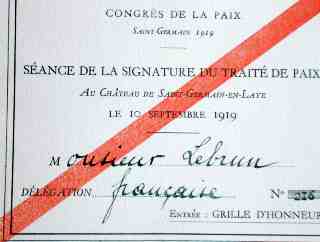 CONGRÈS DE LA PAIX
SAINT GERMAIN 1919
SÉANCE DE LA SIGNATURE DU TRAITÉ DE PAIX
AU CHÂTEAU DE SAINT-GERMAIN-EN-LAYE
LE 10 SEPTEMBRE 1919
Monsieur Lebrun
DÉLÉGATION française Nº
ENTRÉE : GRILLE D'HONNEUR